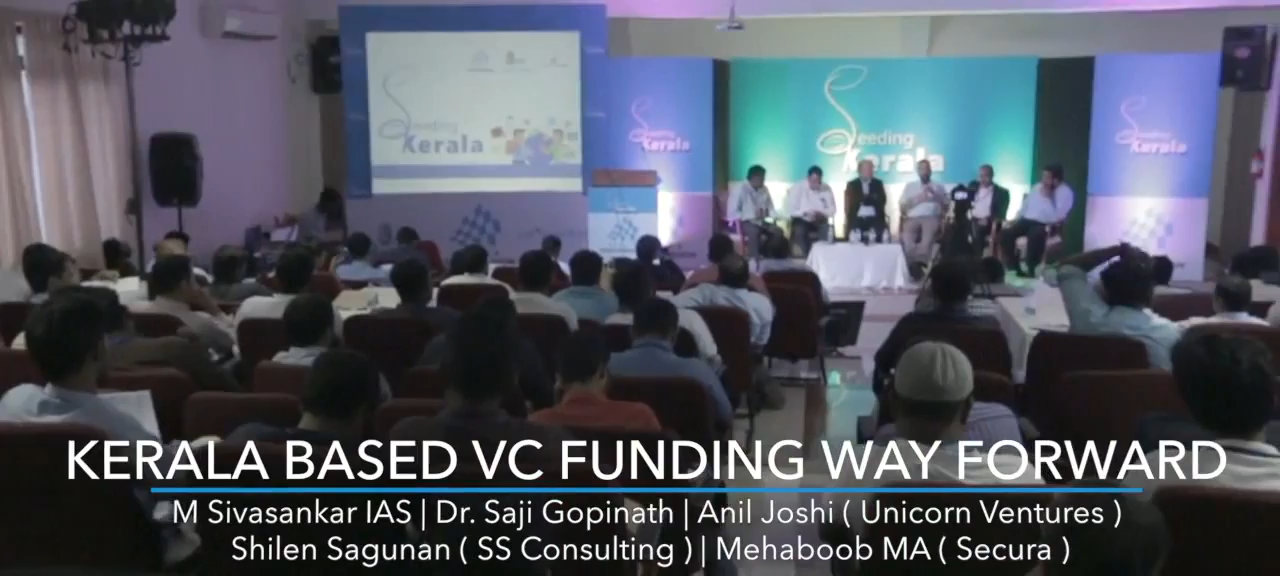 Seeding
Kerala
Seeding
Kerala
Seeding
Kerala
Seeding
Kerala
KERALA BASED VC FUNDING WAY FORWARD
M Sivasankar IAS | Dr. Saji Gopinath | Anil Joshi ( Unicorn Ventures )
Shilen Sagunan ( SS Consulting ) | Mehaboob MA ( Secura )